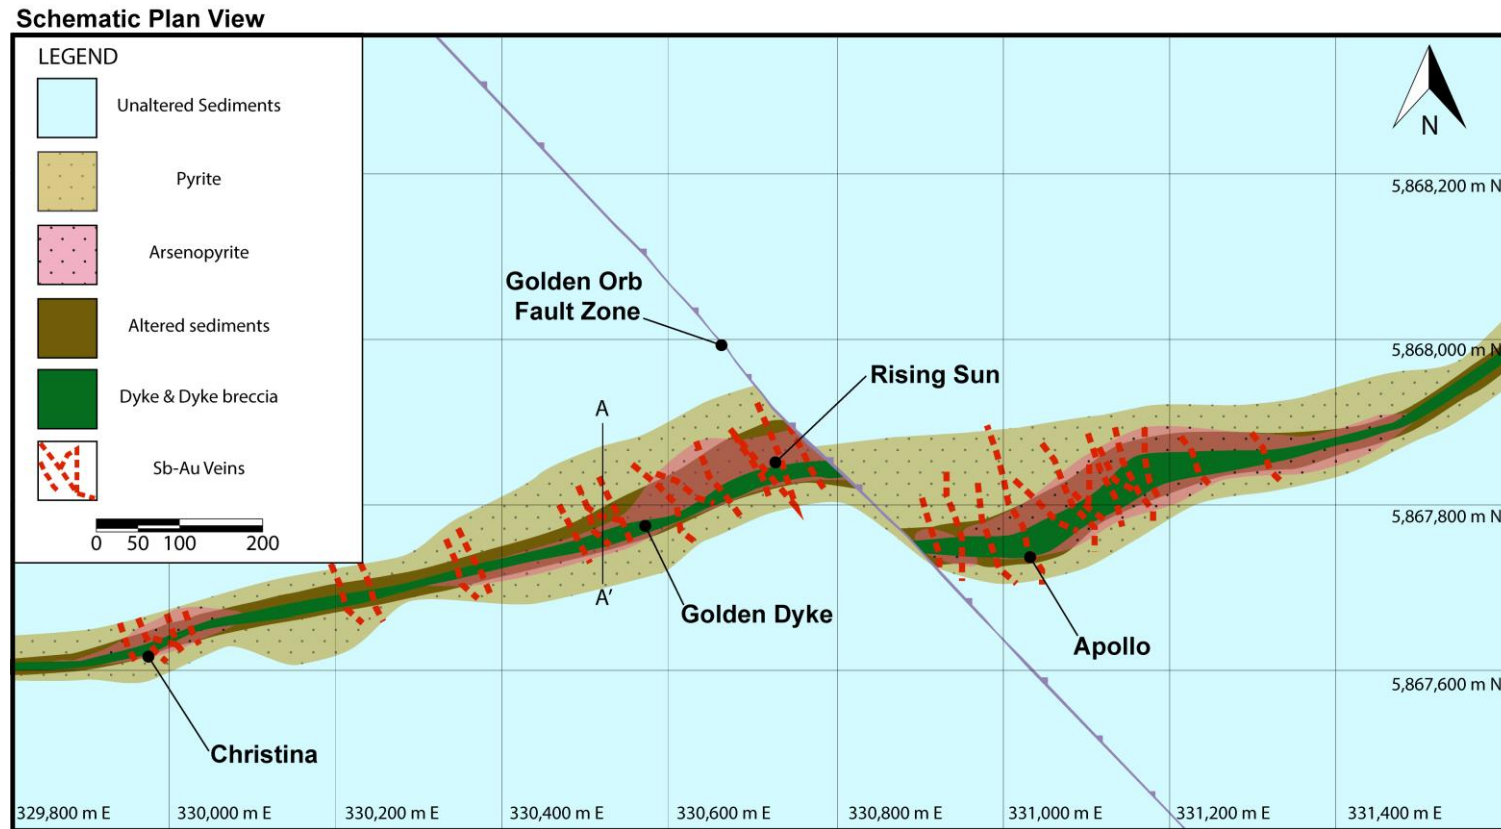 Schematic Plan View
LEGEND
Unaltered Sediments
Pyrite
Arsenopyrite
Altered sediments
Dyke & Dyke breccia
Sb-Au Veins
0 50 100 200
N
5,868,200 m N
Golden Orb
Fault Zone
5,868,000 m N
Rising Sun
A
5,867,800 m N
A'
Golden Dyke
Apollo
5,867,600 m N
Christina
329,800 m E
330,000 m E
330,200 m E
330,400 m E
330,600 m E
330,800 m E
331,000 m E
331,200 m E
331,400 m E